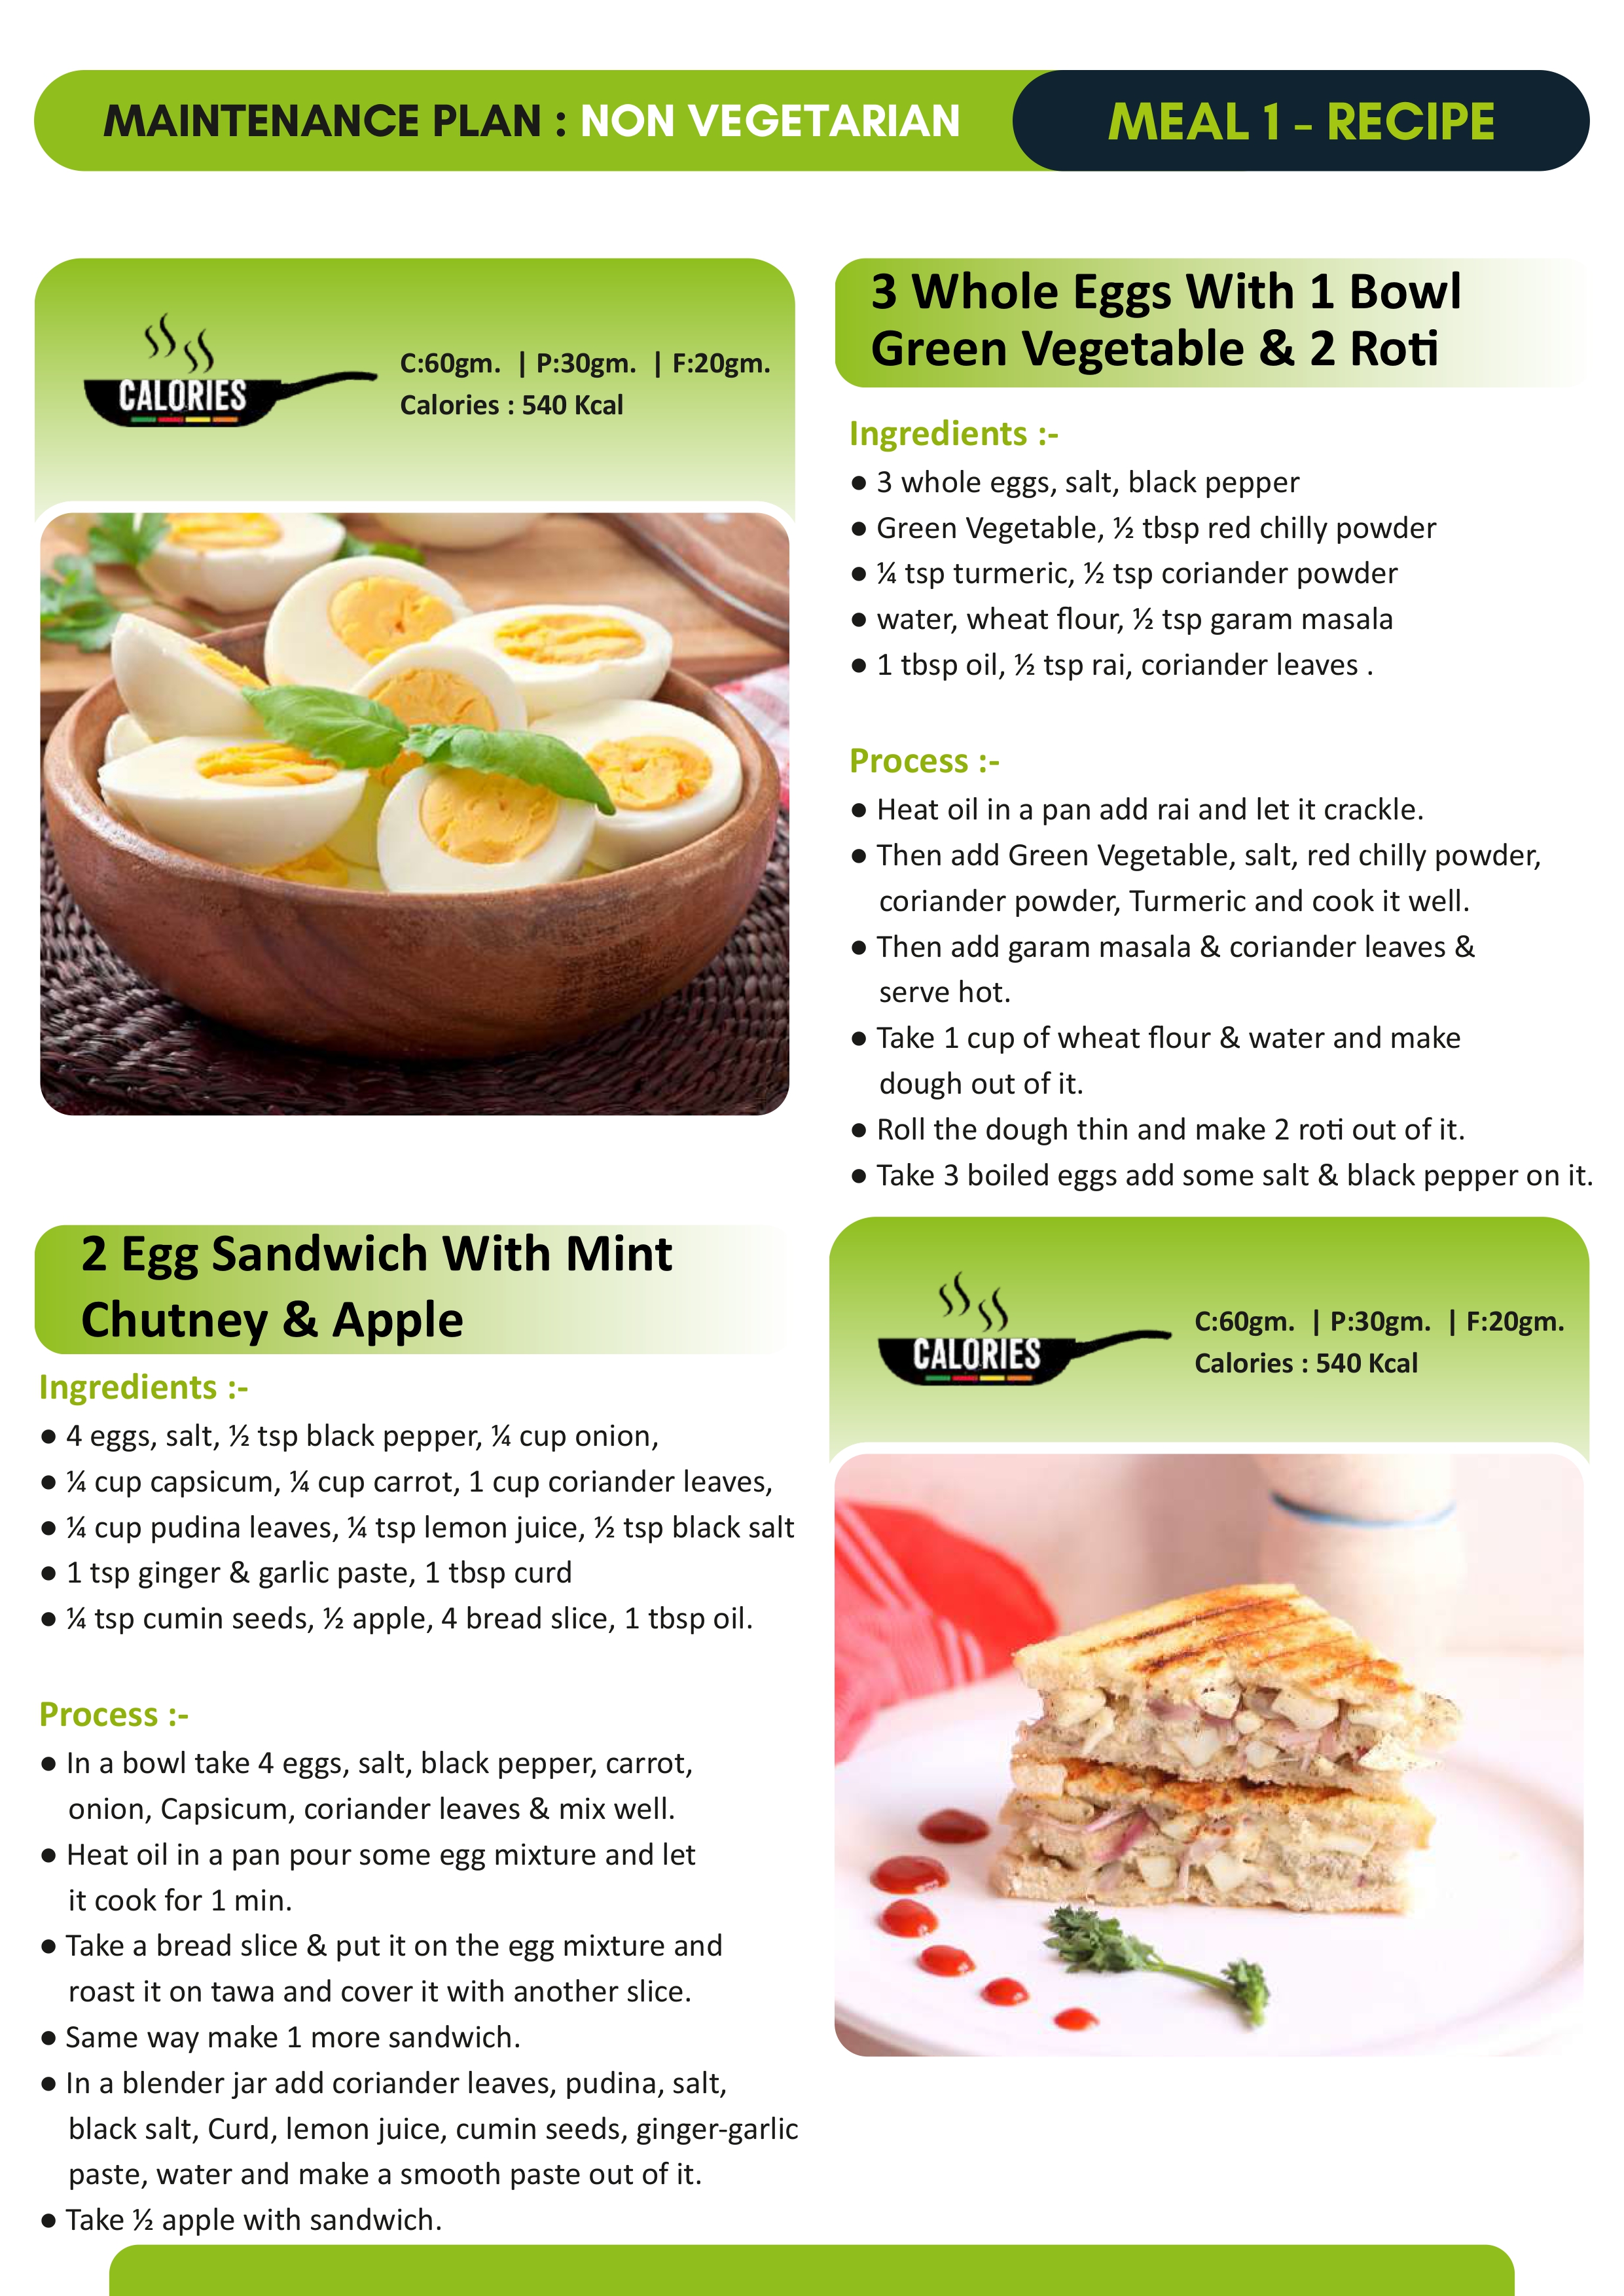 MAINTENANCE PLAN : NON VEGETARIAN
MEAL 1 - RECIPE
CALORIES
C:60gm. | P:30gm. | F:20gm.
Calories : 540 Kcal
3 Whole Eggs With 1 Bowl
Green Vegetable & 2 Roti
Ingredients :-
● 3 whole eggs, salt, black pepper
● Green Vegetable, ½ tbsp red chilly powder
● ¼ tsp turmeric, ½ tsp coriander powder
● water, wheat flour, ½ tsp garam masala
● 1 tbsp oil, ½ tsp rai, coriander leaves .
Process :-
● Heat oil in a pan add rai and let it crackle.
● Then add Green Vegetable, salt, red chilly powder,
coriander powder, Turmeric and cook it well.
● Then add garam masala & coriander leaves &
serve hot.
● Take 1 cup of wheat flour & water and make
dough out of it.
● Roll the dough thin and make 2 roti out of it.
● Take 3 boiled eggs add some salt & black pepper on it.
2 Egg Sandwich With Mint
Chutney & Apple
Ingredients :-
● 4 eggs, salt, ½ tsp black pepper, ¼ cup onion,
● ¼ cup capsicum, ¼ cup carrot, 1 cup coriander leaves,
● ¼ cup pudina leaves, ¼ tsp lemon juice, ½ tsp black salt
● 1 tsp ginger & garlic paste, 1 tbsp curd
● ¼ tsp cumin seeds, ½ apple, 4 bread slice, 1 tbsp oil.
Process :-
● In a bowl take 4 eggs, salt, black pepper, carrot,
onion, Capsicum, coriander leaves & mix well.
● Heat oil in a pan pour some egg mixture and let
it cook for 1 min.
● Take a bread slice & put it on the egg mixture and
roast it on tawa and cover it with another slice.
● Same way make 1 more sandwich.
● In a blender jar add coriander leaves, pudina, salt,
black salt, Curd, lemon juice, cumin seeds, ginger-garlic
paste, water and make a smooth paste out of it.
● Take ½ apple with sandwich.
CALORIES
C:60gm. | P:30gm. | F:20gm.
Calories : 540 Kcal